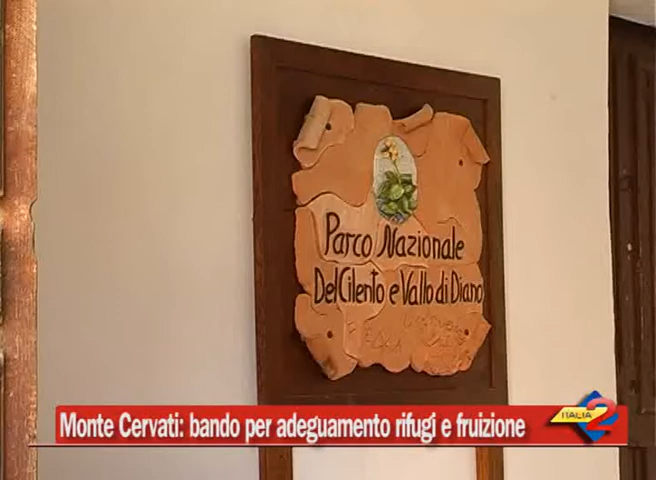 Parco Nazionale
Del Cilento e Vallo di Diano
Monte Cervati: bando per adeguamento rifugi e fruizione
ITALIA 2